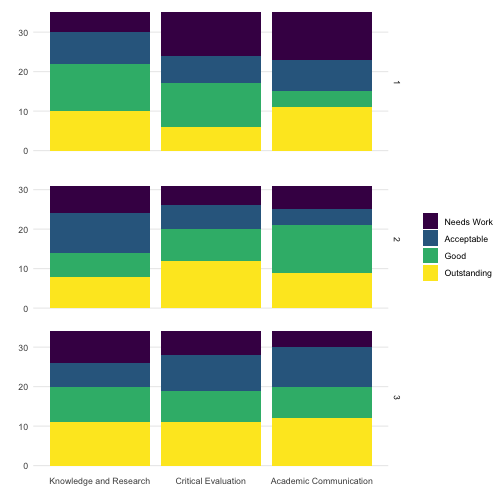 30
20
10
0
1
30
20
10
0
2
30
20
10
0
3
Knowledge and Research
Critical Evaluation
Academic Communication
Needs Work
Acceptable
Good
Outstanding